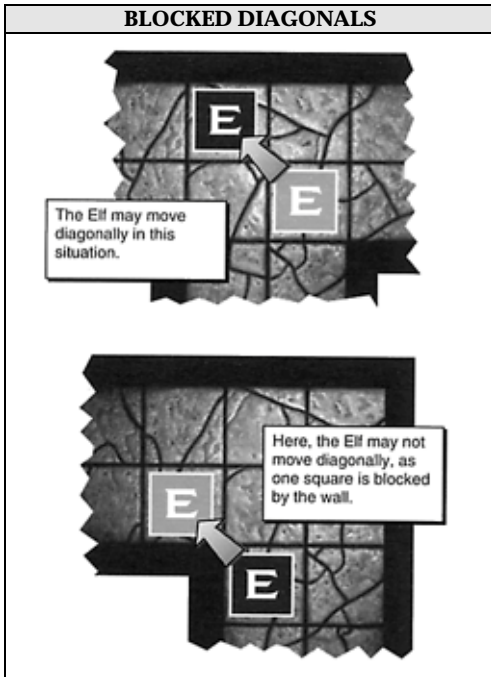 BLOCKED DIAGONALS
E
E
The Elf may move
diagonally in this
situation.
Here, the Elf may not
move diagonally, as
one square is blocked
by the wall.
E
E